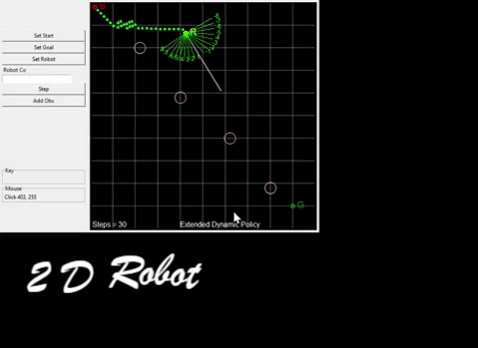 S
Set Start
Set Goal
R
Set Robot
Robot Co
Step
Add Obs
Key
Mouse
Click 403, 255
G
Steps = 30
Extended Dynamic Policy
2D Robot